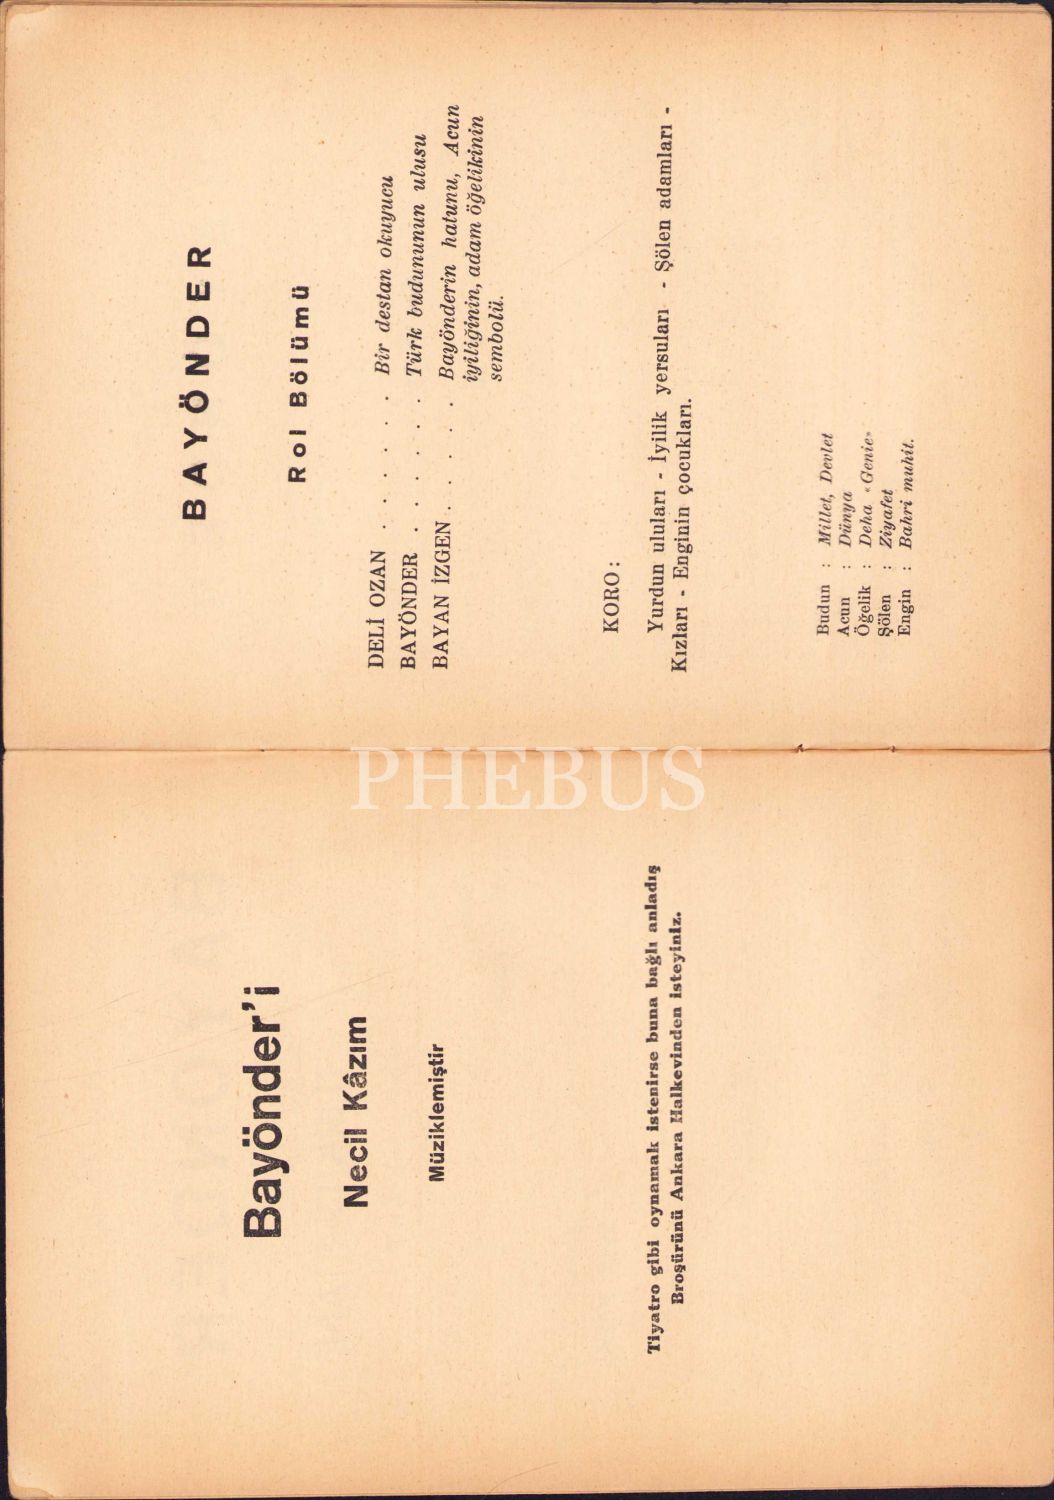 Bayönder'i
Necil Kâzım
Müziklemiştir
Tiyatro gibi oynamak istenirse buna bağlı anladış
Broşürünü Ankara Halkevinden isteyiniz.
PHEBUS
BAYÖNDER
Rol Bölümü
DELİ OZAN . . . . . Bir destan okuyucu
BAYÖNDER . . . . . Türk budununun ulusu
BAYAN İZGEN . . . . . Bayönderin hatunu, Acun
iyiliğinin, adam öğelikinin
sembolü.
KORO:
Yurdun uluları - İyilik yersuları - Şölen adamları -
Kızları - Enginin çocukları.
Budun : Millet, Devlet
Acun : Dünya
Öğelik : Deha «Genie»
Şölen : Ziyafet
Engin : Bahri muhit.